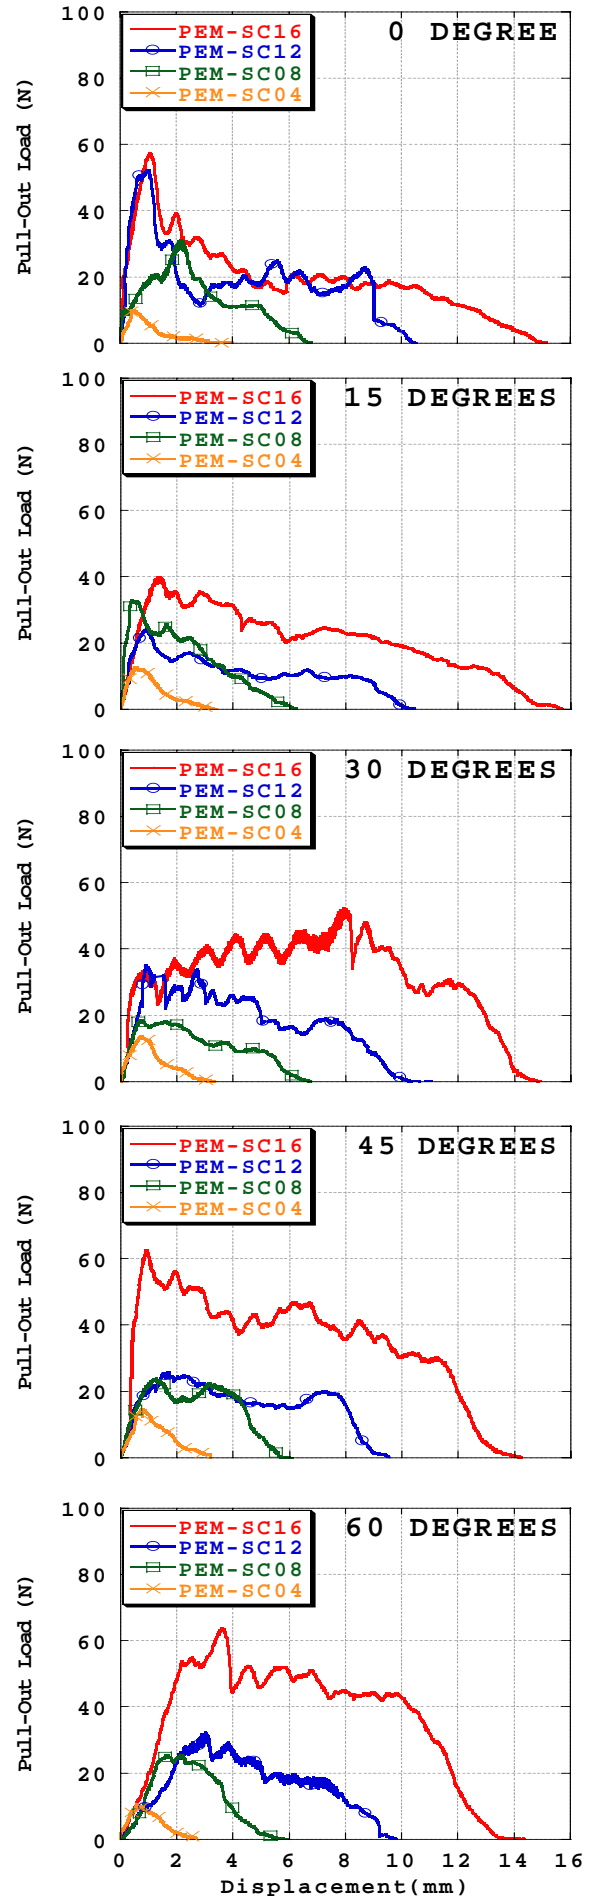 100
80
60
40
20
0
Pull-Out Load (N)
PEM-SC16
PEM-SC12
PEM-SC08
PEM-SC04
0 DEGREE
100
80
60
40
20
0
Pull-Out Load (N)
PEM-SC16
PEM-SC12
PEM-SC08
PEM-SC04
15 DEGREES
100
80
60
40
20
0
Pull-Out Load (N)
PEM-SC16
PEM-SC12
PEM-SC08
PEM-SC04
30 DEGREES
100
80
60
40
20
0
Pull-Out Load (N)
PEM-SC16
PEM-SC12
PEM-SC08
PEM-SC04
45 DEGREES
100
80
60
40
20
0
Pull-Out Load (N)
PEM-SC16
PEM-SC12
PEM-SC08
PEM-SC04
60 DEGREES
0 2 4 6 8 10 12 14 16
Displacement(mm)